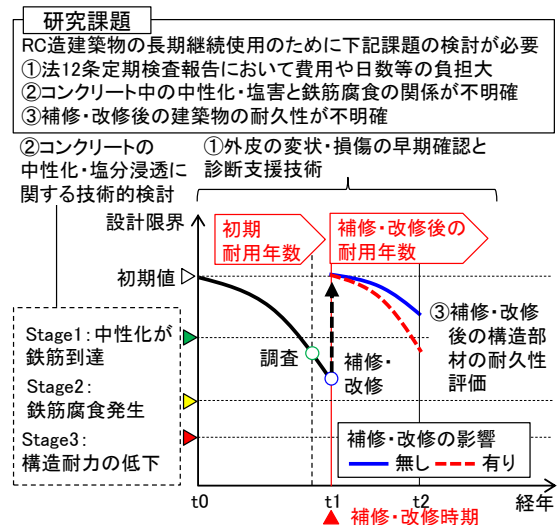 研究課題
RC造建築物の長期継続使用のために下記課題の検討が必要
①法12条定期検査報告において費用や日数等の負担大
②コンクリート中の中性化・塩害と鉄筋腐食の関係が不明確
③補修・改修後の建築物の耐久性が不明確
②コンクリートの
中性化・塩分浸透に
関する技術的検討
①外皮の変状・損傷の早期確認と
診断支援技術
設計限界
初期
耐用年数
補修・改修後の
耐用年数
初期値
Stage1：中性化が
鉄筋到達
Stage2：
鉄筋腐食発生
Stage3：
構造耐力の低下
調査
補修・
改修
③補修・改修
後の構造部
材の耐久性
評価
補修・改修の影響
無し
有り
t0
t1
t2
経年
補修・改修時期